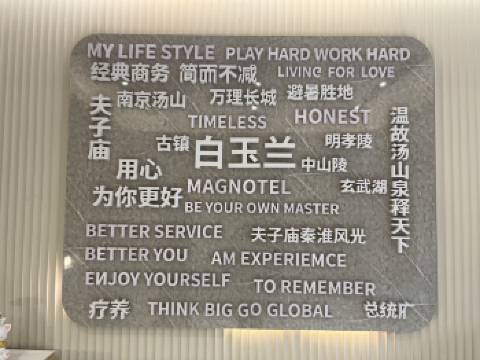 MY LIFE STYLE PLAY HARD WORK HARD
经典商务 简而不减 LIVING FOR LOVE
南京汤山 万理长城 避暑胜地
夫子庙
TIMELESS HONEST
古镇 白玉兰 明孝陵
中山陵
温故汤山泉释天下
用心
为你更好
MAGNOTEL 玄武湖
BE YOUR OWN MASTER
BETTER SERVICE 夫子庙秦淮风光
BETTER YOU AM EXPERIEMCE
ENJOY YOURSELF TO REMEMBER
疗养 THINK BIG GO GLOBAL 总统府